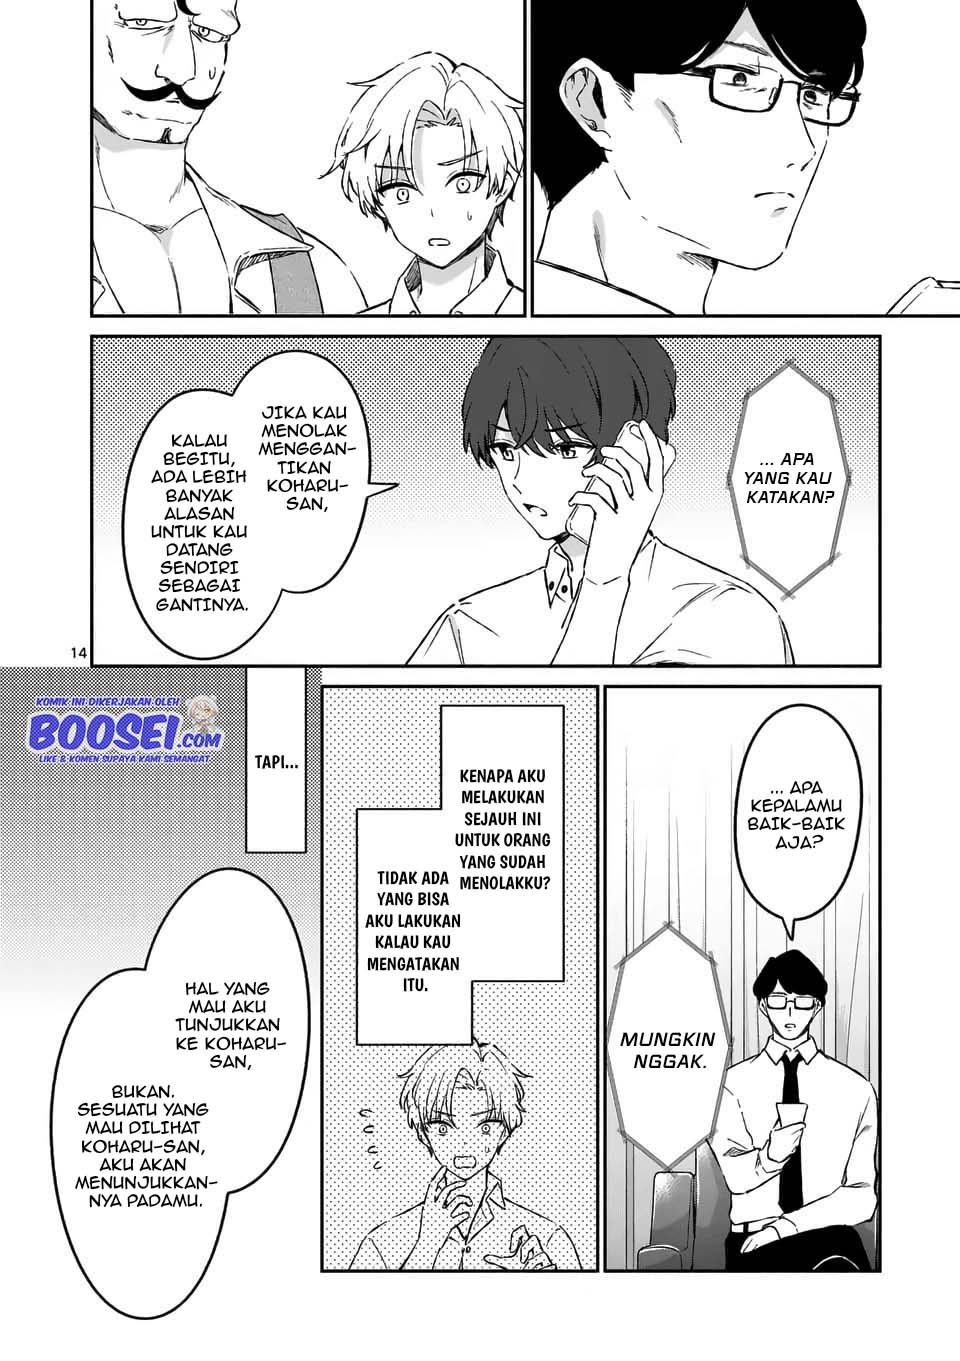 ... APA
YANG KAU
KATAKAN?
JIKA KAU
MENOLAK
MENGGAN-
TIKAN
KOHARU-
SAN,
KALAU
BEGITU,
ADA LEBIH
BANYAK
ALASAN
UNTUK KAU
DATANG
SENDIRI
SEBAGAI
GANTINYA.
14
... APA
KEPALAMU
BAIK-BAIK
AJA?
MUNGKIN
NGGAK.
KENAPA AKU
MELAKUKAN
SEJAUH INI
UNTUK ORANG
YANG SUDAH
MENOLAKKU?
TIDAK ADA
YANG BISA
AKU LAKUKAN
KALAU KAU
MENGATAKAN
ITU.
KOMIK INI DIKERJAKAN OLEH
BOOSEI.COM
LIKE & KOMEN SUPAYA KAMI SEMANGAT
TAPI...
HAL YANG
MAU AKU
TUNJUKKAN
KE KOHARU-
SAN,
BUKAN.
SESUATU YANG
MAU DILIHAT
KOHARU-SAN,
AKU AKAN
MENUNJUKKAN-
NYA PADAMU.